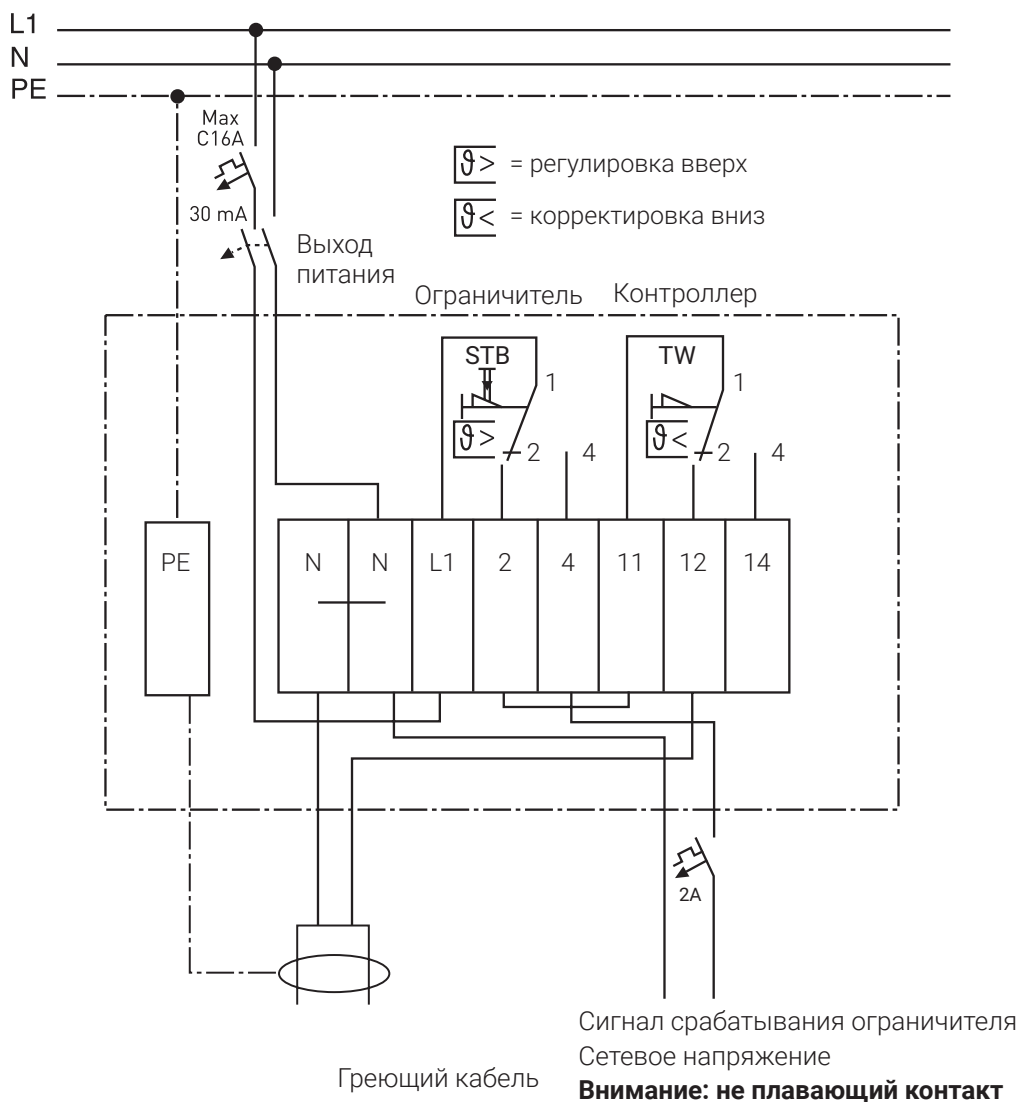 L1
N
PE
Max
C16A
30 mA
Выход
питания
ϑ> = регулировка вверх
ϑ< = корректировка вниз
Ограничитель
Контроллер
STB
1
ϑ>
2
4
TW
1
ϑ<
2
4
PE
N
N
L1
2
4
11
12
14
2A
Греющий кабель
Сигнал срабатывания ограничителя
Сетевое напряжение
Внимание: не плавающий контакт